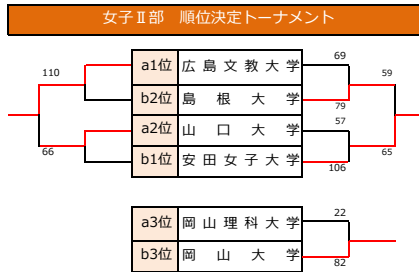 女子Ⅱ部 順位決定トーナメント
110 a1位 広島文教大学 69 59
b2位 島根大学 79
66 a2位 山口大学 57 65
b1位 安田女子大学 106
a3位 岡山理科大学 22
b3位 岡山大学 82